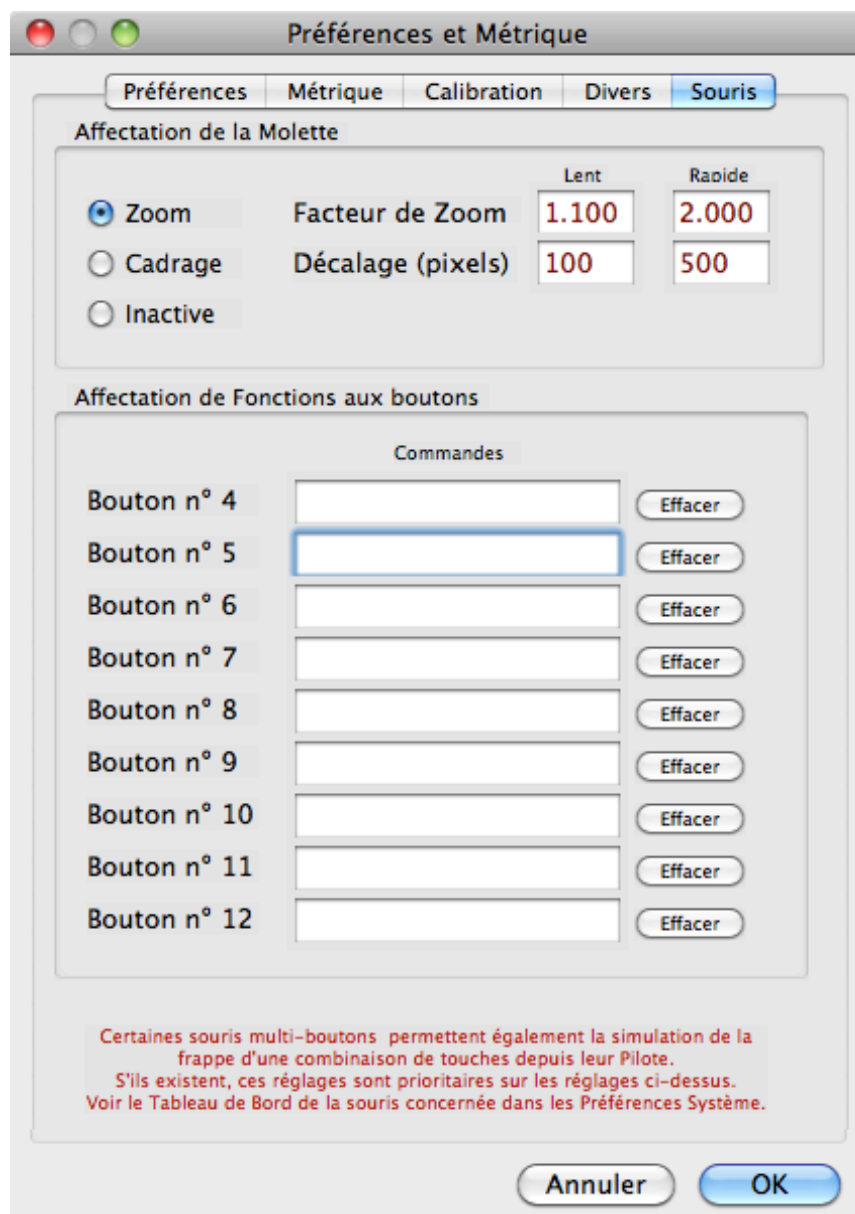 Préférences et Métrique
Préférences Métrique Calibration Divers Souris
Affectation de la Molette
Lent Rapide
Zoom Facteur de Zoom 1.100 2.000
Cadrage Décalage (pixels) 100 500
Inactive
Affectation de Fonctions aux boutons
Commandes
Bouton n° 4 Effacer
Bouton n° 5 Effacer
Bouton n° 6 Effacer
Bouton n° 7 Effacer
Bouton n° 8 Effacer
Bouton n° 9 Effacer
Bouton n° 10 Effacer
Bouton n° 11 Effacer
Bouton n° 12 Effacer
Certaines souris multi-boutons permettent également la simulation de la
frappe d'une combinaison de touches depuis leur Pilote.
S'ils existent, ces réglages sont prioritaires sur les réglages ci-dessus.
Voir le Tableau de Bord de la souris concernée dans les Préférences Système.
Annuler OK